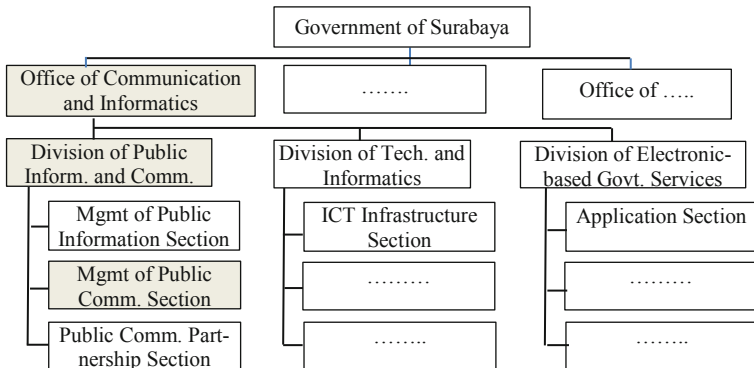 Government of Surabaya
Office of Communication
and Informatics
…….
Office of …..
Division of Public
Inform. and Comm.
Division of Tech. and
Informatics
Division of Electronic-
based Govt. Services
Mgmt of Public
Information Section
ICT Infrastructure
Section
Application Section
Mgmt of Public
Comm. Section
………
………
Public Comm. Part-
nership Section
……..
……..